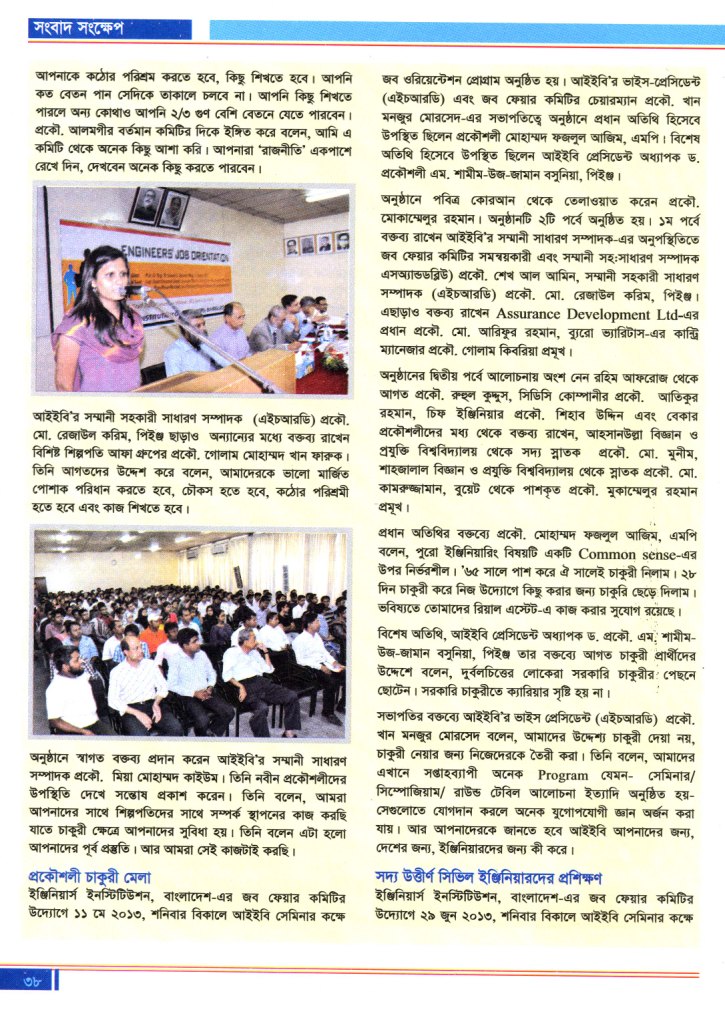 সংবাদ সংক্ষেপ
আপনাকে কঠোর পরিশ্রম করতে হবে, কিছু শিখতে হবে। আপনি
কত বেতন পান সেদিকে তাকালে চলবে না। আপনি কিছু শিখতে
পারলে অন্য কোথাও আপনি ২/৩ গুণ বেশি বেতনে যেতে পারবেন।
প্রকৌ. আলমগীর বর্তমান কমিটির দিকে ইঙ্গিত করে বলেন, আমি এ
কমিটি থেকে অনেক কিছু আশা করি। আপনারা ‘রাজনীতি’ একপাশে
রেখে দিন, দেখবেন অনেক কিছু করতে পারবেন।
ENGINEERS' JOB ORIENTATION
আইইবি’র সম্মানী সহকারী সাধারণ সম্পাদক (এইচআরডি) প্রকৌ.
মো. রেজাউল করিম, পিইঞ্জ ছাড়াও অন্যান্যের মধ্যে বক্তব্য রাখেন
বিশিষ্ট শিল্পপতি আফা গ্রুপের প্রকৌ. গোলাম মোহাম্মদ খান ফারুক।
তিনি আগতদের উদ্দেশ করে বলেন, আমাদেরকে ভালো মার্জিত
পোশাক পরিধান করতে হবে, চৌকস হতে হবে, কঠোর পরিশ্রমী
হতে হবে এবং কাজ শিখতে হবে।
অনুষ্ঠানে স্বাগত বক্তব্য প্রদান করেন আইইবি’র সম্মানী সাধারণ
সম্পাদক প্রকৌ. মিয়া মোহাম্মদ কাইউম। তিনি নবীন প্রকৌশলীদের
উপস্থিতি দেখে সন্তোষ প্রকাশ করেন। তিনি বলেন, আমরা
আপনাদের সাথে শিল্পপতিদের সাথে সম্পর্ক স্থাপনের কাজ করছি
যাতে চাকুরী ক্ষেত্রে আপনাদের সুবিধা হয়। তিনি বলেন এটা হলো
আপনাদের পূর্ব প্রস্তুতি। আর আমরা সেই কাজটাই করছি।
প্রকৌশলী চাকুরী মেলা
ইঞ্জিনিয়ার্স ইনস্টিটিউশন, বাংলাদেশ-এর জব ফেয়ার কমিটির
উদ্যোগে ১১ মে ২০১৩, শনিবার বিকালে আইইবি সেমিনার কক্ষে
জব ওরিয়েন্টেশন প্রোগ্রাম অনুষ্ঠিত হয়। আইইবি’র ভাইস-প্রেসিডেন্ট
(এইচআরডি) এবং জব ফেয়ার কমিটির চেয়ারম্যান প্রকৌ. খান
মনজুর মোরসেদ-এর সভাপতিত্বে অনুষ্ঠানে প্রধান অতিথি হিসেবে
উপস্থিত ছিলেন প্রকৌশলী মোহাম্মদ ফজলুল আজিম, এমপি। বিশেষ
অতিথি হিসেবে উপস্থিত ছিলেন আইইবি প্রেসিডেন্ট অধ্যাপক ড.
প্রকৌশলী এম. শামীম-উজ-জামান বসুনিয়া, পিইঞ্জ।
অনুষ্ঠানে পবিত্র কোরআন থেকে তেলাওয়াত করেন প্রকৌ.
মোকাম্মেলুর রহমান। অনুষ্ঠানটি ২টি পর্বে অনুষ্ঠিত হয়। ১ম পর্বে
বক্তব্য রাখেন আইইবি’র সম্মানী সাধারণ সম্পাদক-এর অনুপস্থিতিতে
জব ফেয়ার কমিটির সমন্বয়কারী এবং সম্মানী সহ:সাধারণ সম্পাদক
এসঅ্যান্ডডব্লিউ) প্রকৌ. শেখ আল আমিন, সম্মানী সহকারী সাধারণ
সম্পাদক (এইচআরডি) প্রকৌ. মো. রেজাউল করিম, পিইঞ্জ।
এছাড়াও বক্তব্য রাখেন Assurance Development Ltd-এর
প্রধান প্রকৌ. মো. আরিফুর রহমান, ব্যুরো ভ্যারিটাস-এর কান্ট্রি
ম্যানেজার প্রকৌ. গোলাম কিবরিয়া প্রমূখ।
অনুষ্ঠানের দ্বিতীয় পর্বে আলোচনায় অংশ নেন রহিম আফরোজ থেকে
আগত প্রকৌ. রুহুল কুদ্দুস, সিডিসি কোম্পানীর প্রকৌ. আতিকুর
রহমান, চিফ ইঞ্জিনিয়ার প্রকৌ. শিহাব উদ্দিন এবং বেকার
প্রকৌশলীদের মধ্য থেকে বক্তব্য রাখেন, আহসানউল্লা বিজ্ঞান ও
প্রযুক্তি বিশ্ববিদ্যালয় থেকে সদ্য স্নাতক প্রকৌ. মো. মুনীম,
শাহজালাল বিজ্ঞান ও প্রযুক্তি বিশ্ববিদ্যালয় থেকে স্নাতক প্রকৌ. মো.
কামরুজ্জামান, বুয়েট থেকে পাশকৃত প্রকৌ. মুকাম্মেলুর রহমান
প্রমূখ।
প্রধান অতিথির বক্তব্যে প্রকৌ. মোহাম্মদ ফজলুল আজিম, এমপি
বলেন, পুরো ইঞ্জিনিয়ারিং বিষয়টি একটি Common sense-এর
উপর নির্ভরশীল। ’৬৫ সালে পাশ করে ঐ সালেই চাকুরী নিলাম। ২৮
দিন চাকুরী করে নিজ উদ্যোগে কিছু করার জন্য চাকুরি ছেড়ে দিলাম।
ভবিষ্যতে তোমাদের রিয়াল এস্টেট-এ কাজ করার সুযোগ রয়েছে।
বিশেষ অতিথি, আইইবি প্রেসিডেন্ট অধ্যাপক ড. প্রকৌ. এম. শামীম-
উজ-জামান বসুনিয়া, পিইঞ্জ তার বক্তব্যে আগত চাকুরী প্রার্থীদের
উদ্দেশে বলেন, দুর্বলচিত্তের লোকেরা সরকারি চাকুরীর পেছনে
ছোটেন। সরকারি চাকুরীতে ক্যারিয়ার সৃষ্টি হয় না।
সভাপতির বক্তব্যে আইইবি’র ভাইস প্রেসিডেন্ট (এইচআরডি) প্রকৌ.
খান মনজুর মোরসেদ বলেন, আমাদের উদ্দেশ্য চাকুরী দেয়া নয়,
চাকুরী নেয়ার জন্য নিজেদেরকে তৈরী করা। তিনি বলেন, আমাদের
এখানে সপ্তাহব্যাপী অনেক Program যেমন- সেমিনার/
সিম্পোজিয়াম/ রাউন্ড টেবিল আলোচনা ইত্যাদি অনুষ্ঠিত হয়-
সেগুলোতে যোগদান করলে অনেক যুগোপযোগী জ্ঞান অর্জন করা
যায়। আর আপনাদেরকে জানতে হবে আইইবি আপনাদের জন্য,
দেশের জন্য, ইঞ্জিনিয়ারদের জন্য কী করে।
সদ্য উত্তীর্ণ সিভিল ইঞ্জিনিয়ারদের প্রশিক্ষণ
ইঞ্জিনিয়ার্স ইনস্টিটিউশন, বাংলাদেশ-এর জব ফেয়ার কমিটির
উদ্যোগে ২৯ জুন ২০১৩, শনিবার বিকালে আইইবি সেমিনার কক্ষে
৩৮